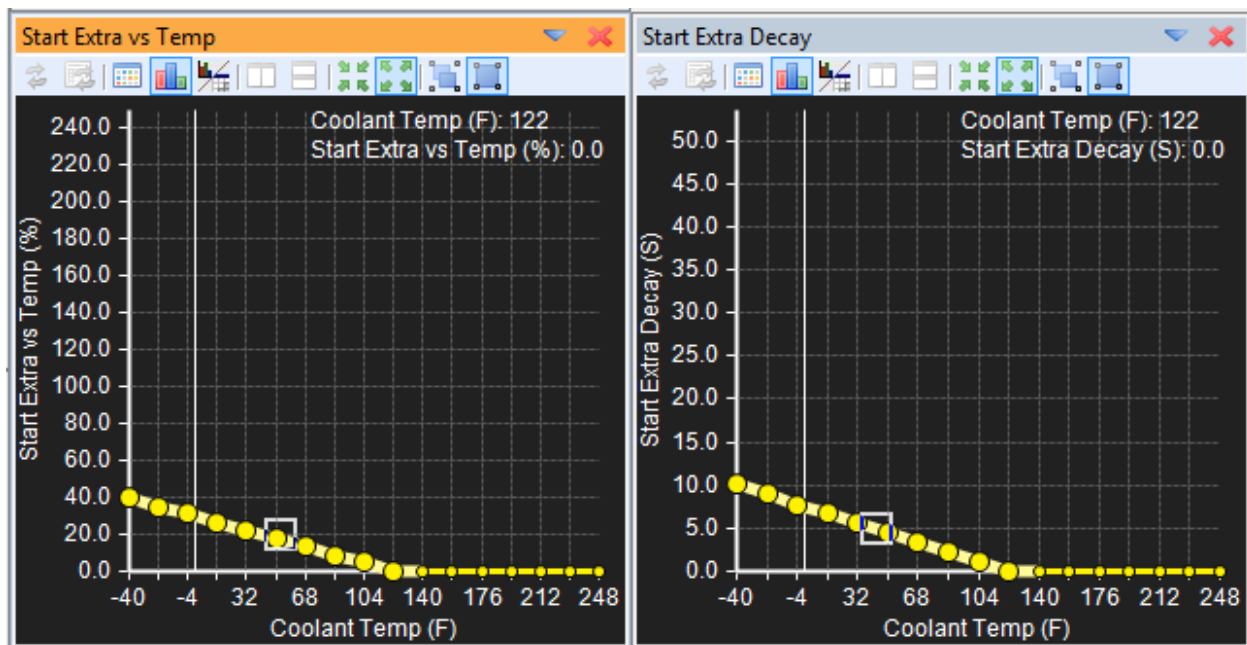 Start Extra vs Temp
Coolant Temp (F): 122
Start Extra vs Temp (%): 0.0
Start Extra vs Temp (%)
240.0
220.0
200.0
180.0
160.0
140.0
120.0
100.0
80.0
60.0
40.0
20.0
0.0
-40 -4 32 68 104 140 176 212 248
Coolant Temp (F)
Start Extra Decay
Coolant Temp (F): 122
Start Extra Decay (S): 0.0
Start Extra Decay (S)
50.0
45.0
40.0
35.0
30.0
25.0
20.0
15.0
10.0
5.0
0.0
-40 -4 32 68 104 140 176 212 248
Coolant Temp (F)